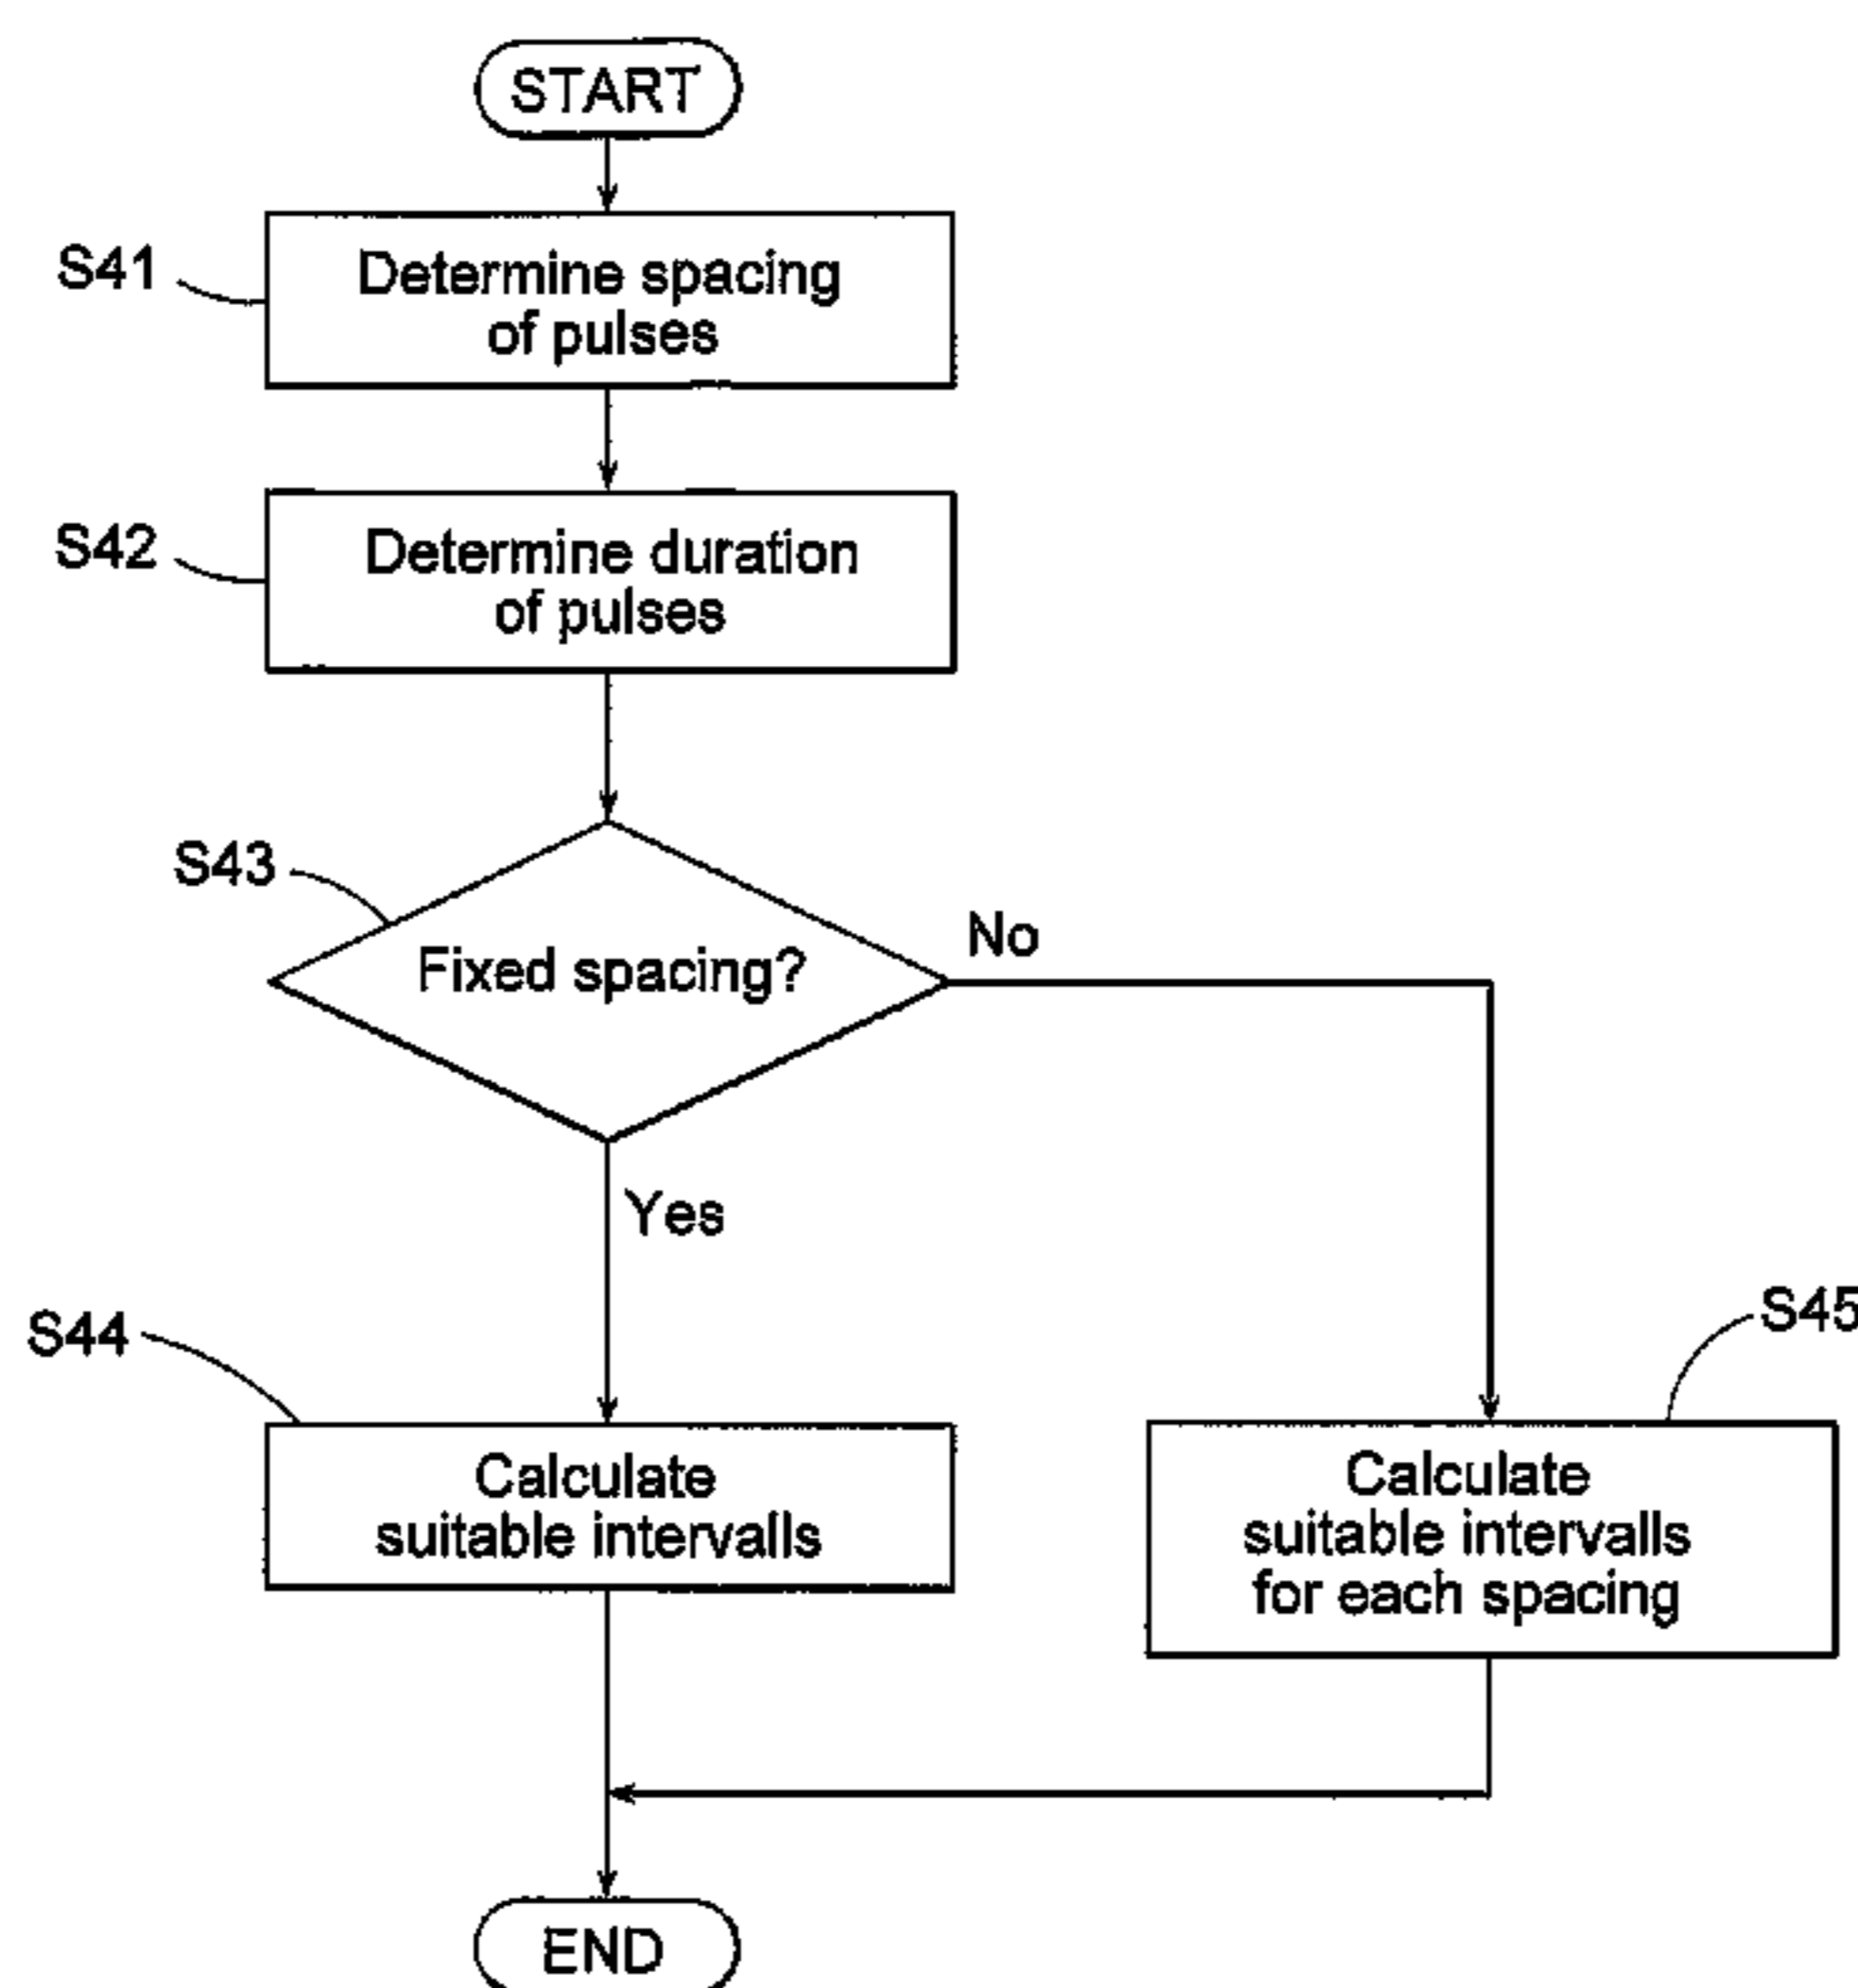 START
S41
Determine spacing
of pulses
S42
Determine duration
of pulses
S43
Fixed spacing?
No
Yes
S44
Calculate
suitable intervalls
S45
Calculate
suitable intervalls
for each spacing
END